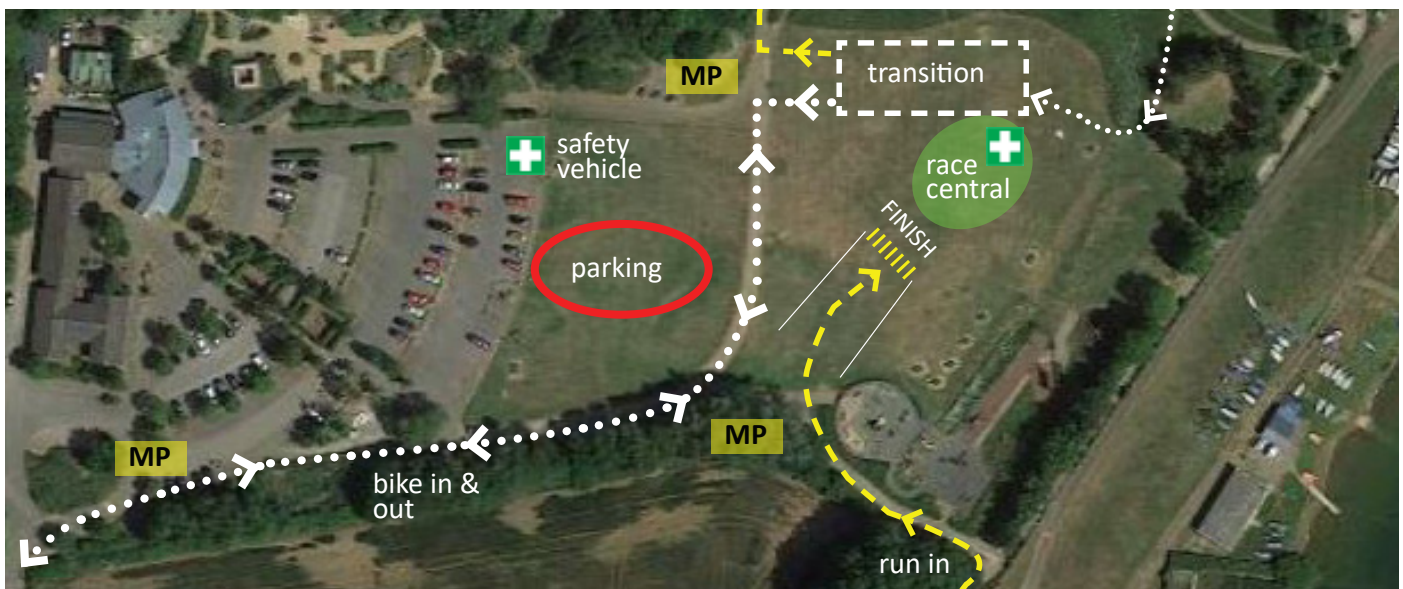 MP
transition
safety
vehicle
race
central
FINISH
parking
MP
MP
bike in &
out
run in